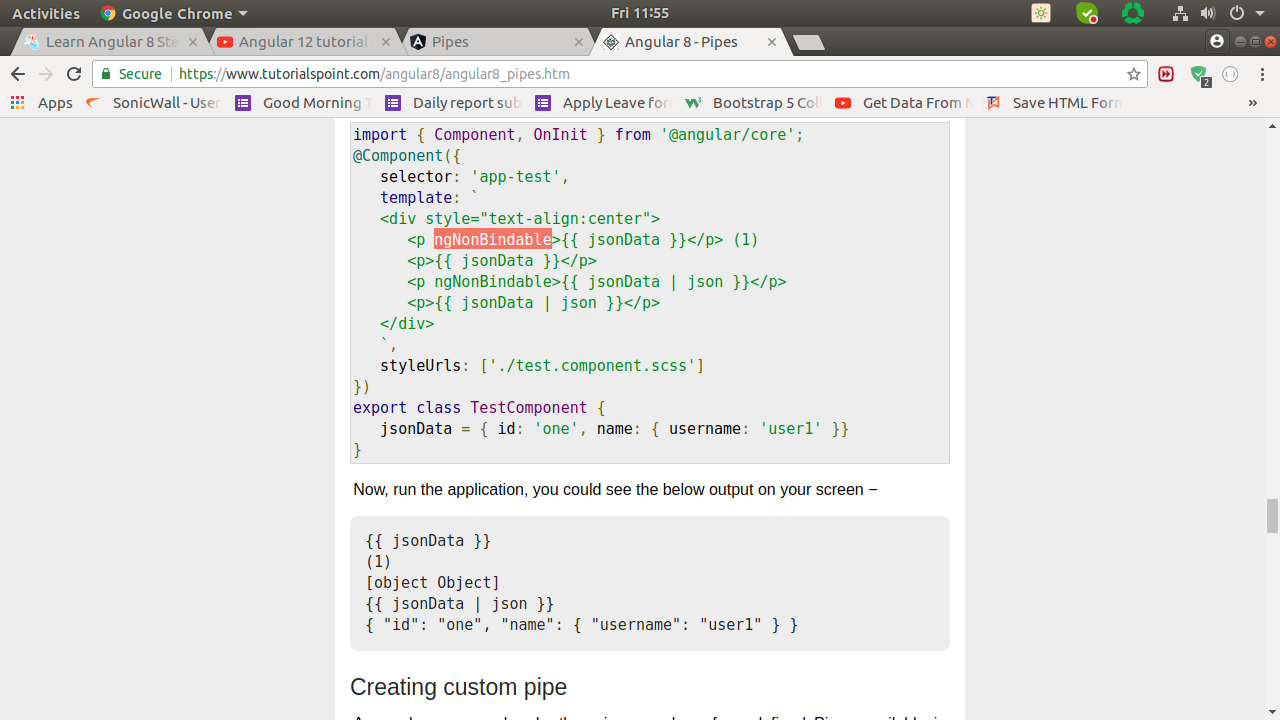 Activities Google Chrome Fri 11:55
Learn Angular 8 Ste Angular 12 tutorial Pipes Angular 8 - Pipes
Secure https://www.tutorialspoint.com/angular8/angular8_pipes.htm 2
Apps SonicWall - User Good Morning T Daily report sub Apply Leave for Bootstrap 5 Coll Get Data From M Save HTML Form »
import { Component, OnInit } from '@angular/core';
@Component({
selector: 'app-test',
template: `
<div style="text-align:center">
<p ngNonBindable>{{ jsonData }}</p> (1)
<p>{{ jsonData }}</p>
<p ngNonBindable>{{ jsonData | json }}</p>
<p>{{ jsonData | json }}</p>
</div>
`,
styleUrls: ['./test.component.scss']
})
export class TestComponent {
jsonData = { id: 'one', name: { username: 'user1' }}
}
Now, run the application, you could see the below output on your screen −
{{ jsonData }}
(1)
[object Object]
{{ jsonData | json }}
{ "id": "one", "name": { "username": "user1" } }
Creating custom pipe